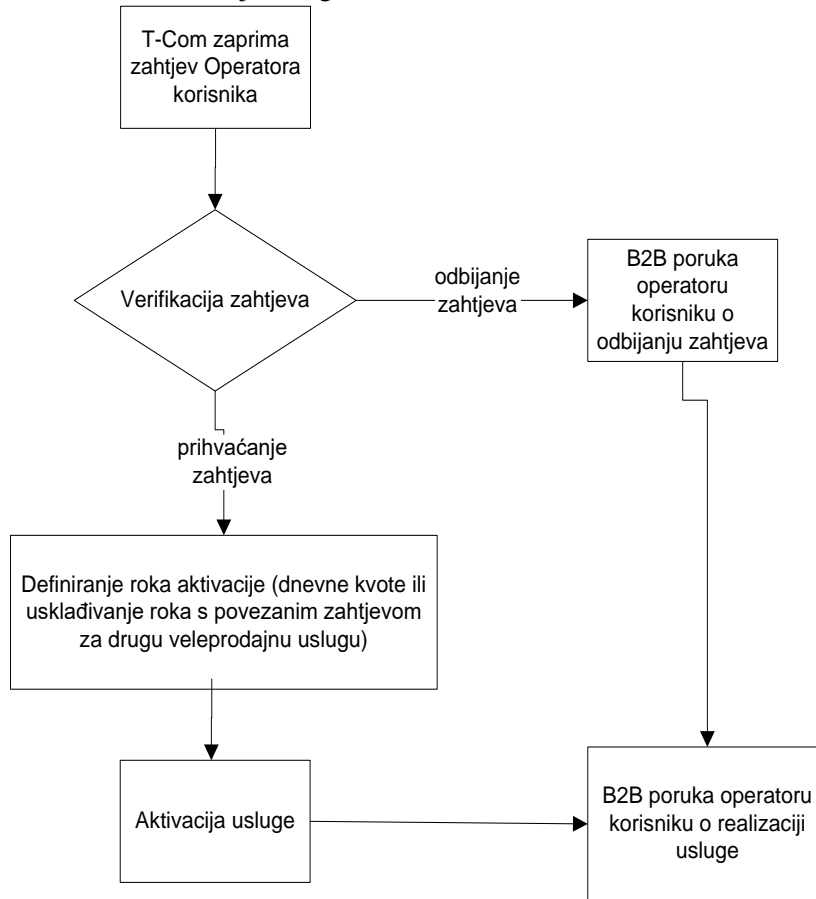 T-Com zaprima
zahtjev Operatora
korisnika
Verifikacija zahtjeva
odbijanje
zahtjeva
B2B poruka
operatoru
korisniku o
odbijanju zahtjeva
prihvaćanje
zahtjeva
Definiranje roka aktivacije (dnevne kvote ili
usklađivanje roka s povezanim zahtjevom
za drugu veleprodajnu uslugu)
Aktivacija usluge
B2B poruka operatoru
korisniku o realizaciji
usluge